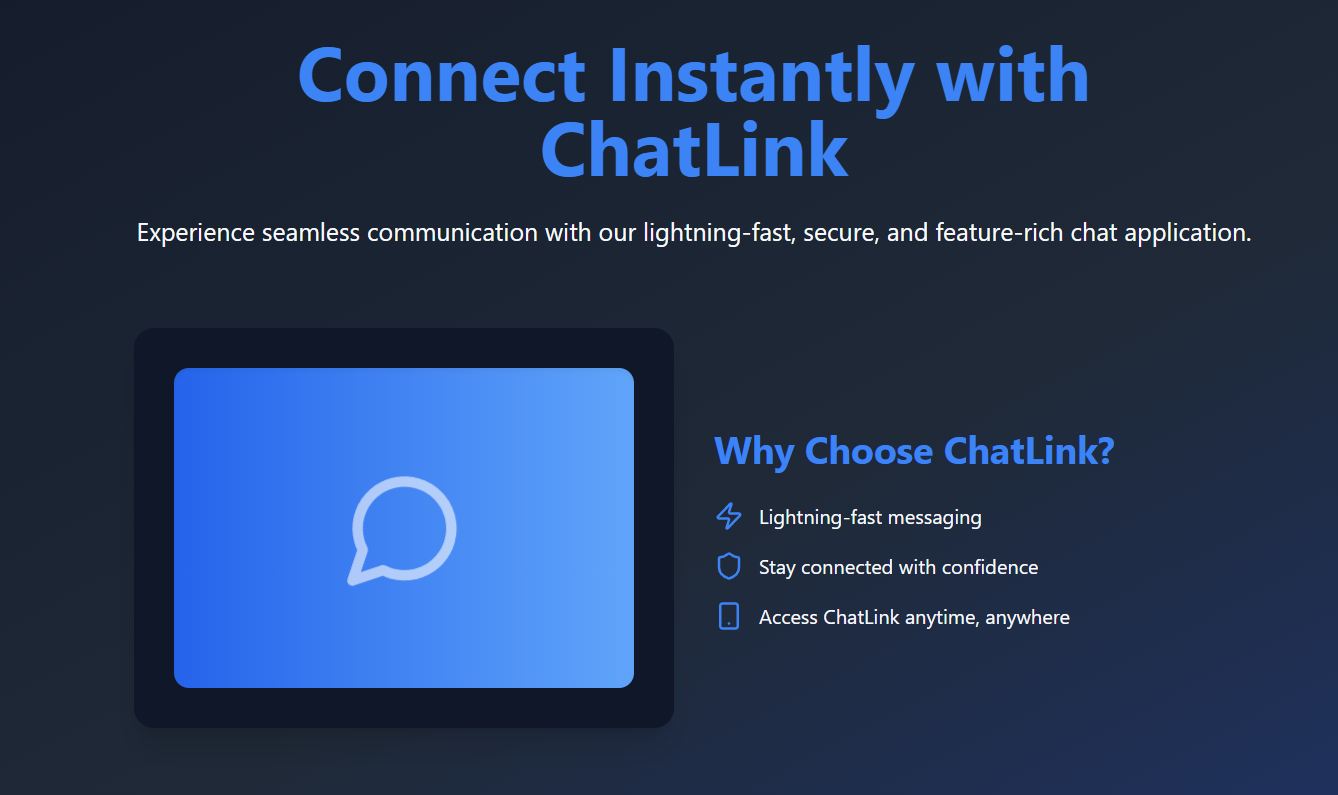 Connect Instantly with
ChatLink
Experience seamless communication with our lightning-fast, secure, and feature-rich chat application.
Why Choose ChatLink?
Lightning-fast messaging
Stay connected with confidence
Access ChatLink anytime, anywhere